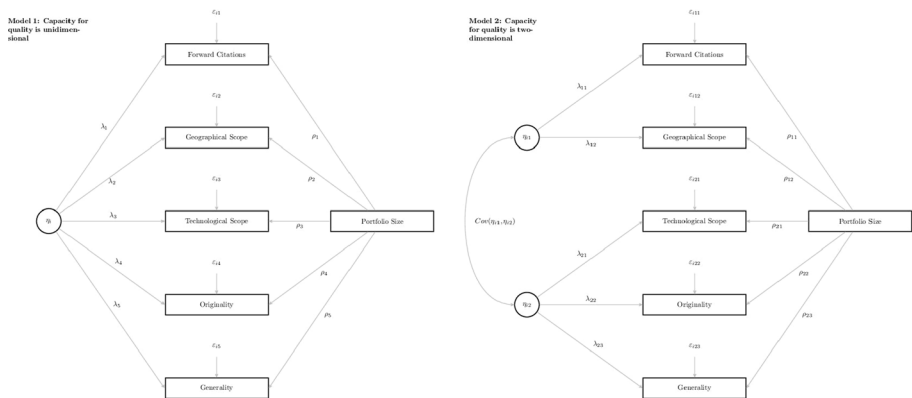 Model 1: Capacity for
quality is unidimen-
sional
ε_{i1}
Forward Citations
ε_{i2}
Geographical Scope
ε_{i3}
Technological Scope
ε_{i4}
Originality
ε_{i5}
Generality
η_i
Portfolio Size
λ_1
λ_2
λ_3
λ_4
λ_5
ρ_1
ρ_2
ρ_3
ρ_4
ρ_5
Model 2: Capacity
for quality is two-
dimensional
ε_{i11}
Forward Citations
ε_{i12}
Geographical Scope
ε_{i21}
Technological Scope
ε_{i22}
Originality
ε_{i23}
Generality
η_{i1}
η_{i2}
Cov(η_{i1}, η_{i2})
Portfolio Size
λ_{11}
λ_{12}
λ_{21}
λ_{22}
λ_{23}
ρ_{11}
ρ_{12}
ρ_{21}
ρ_{22}
ρ_{23}